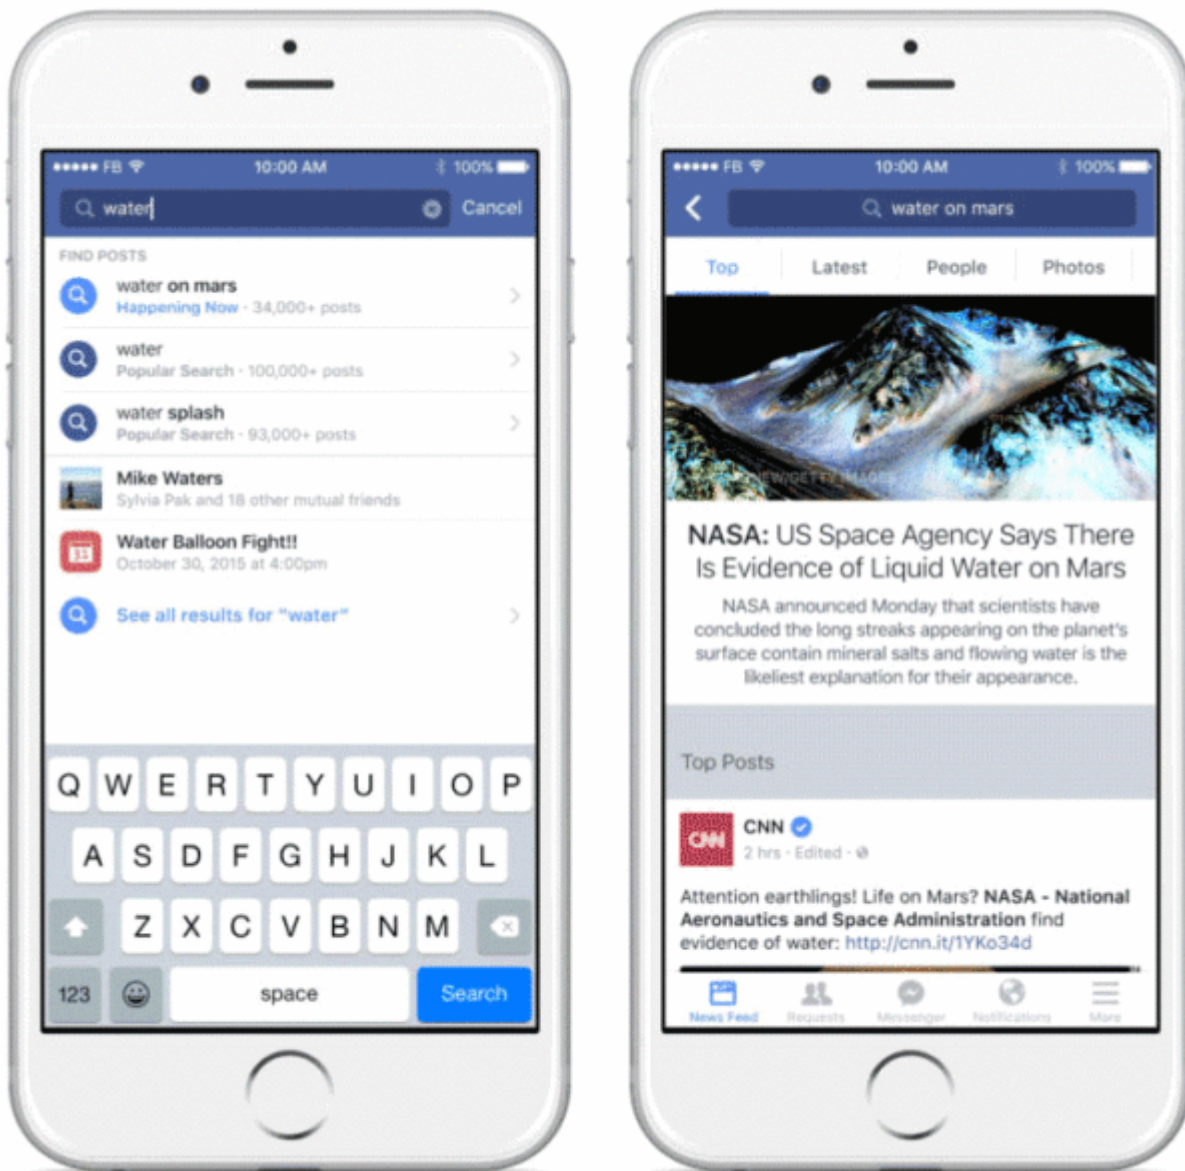 FB 10:00 AM 100%
water Cancel
FIND POSTS
water on mars
Happening Now · 34,000+ posts
water
Popular Search · 100,000+ posts
water splash
Popular Search · 93,000+ posts
Mike Waters
Sylvia Pak and 18 other mutual friends
31
Water Balloon Fight!!
October 30, 2015 at 4:00pm
See all results for "water"
Q W E R T Y U I O P
A S D F G H J K L
Z X C V B N M
123 space Search
FB 10:00 AM 100%
water on mars
Top Latest People Photos
GETTY IMAGES
NASA: US Space Agency Says There
Is Evidence of Liquid Water on Mars
NASA announced Monday that scientists have
concluded the long streaks appearing on the planet's
surface contain mineral salts and flowing water is the
likeliest explanation for their appearance.
Top Posts
CNN
CNN
2 hrs · Edited ·
Attention earthlings! Life on Mars? NASA - National
Aeronautics and Space Administration find
evidence of water: http://cnn.it/1YKo34d
News Feed Requests Messenger Notifications More